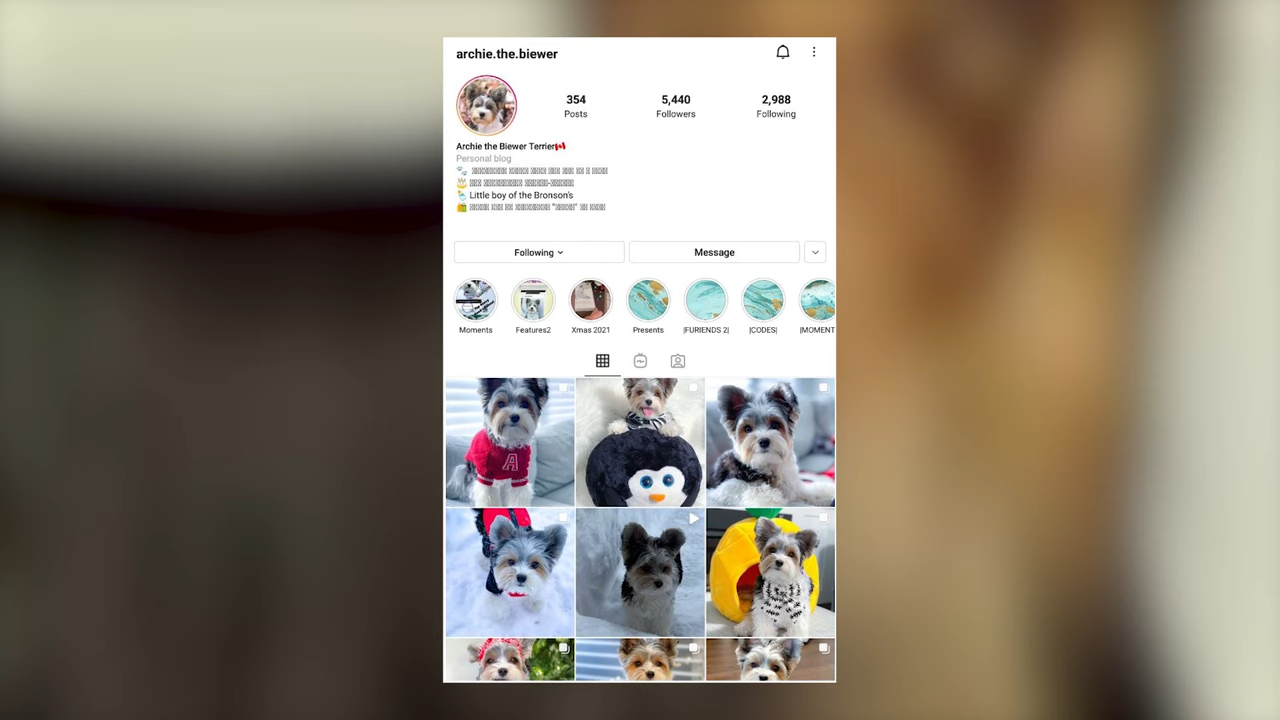 archie.the.biewer
354
5,440
2,988
Posts
Followers
Following
Archie the Biewer Terrier
Personal blog
Little boy of the Bronson's
Following
Message
Moments
Features2
Xmas 2021
Presents
|FURIENDS 2|
|CODES|
|MOMENT
A